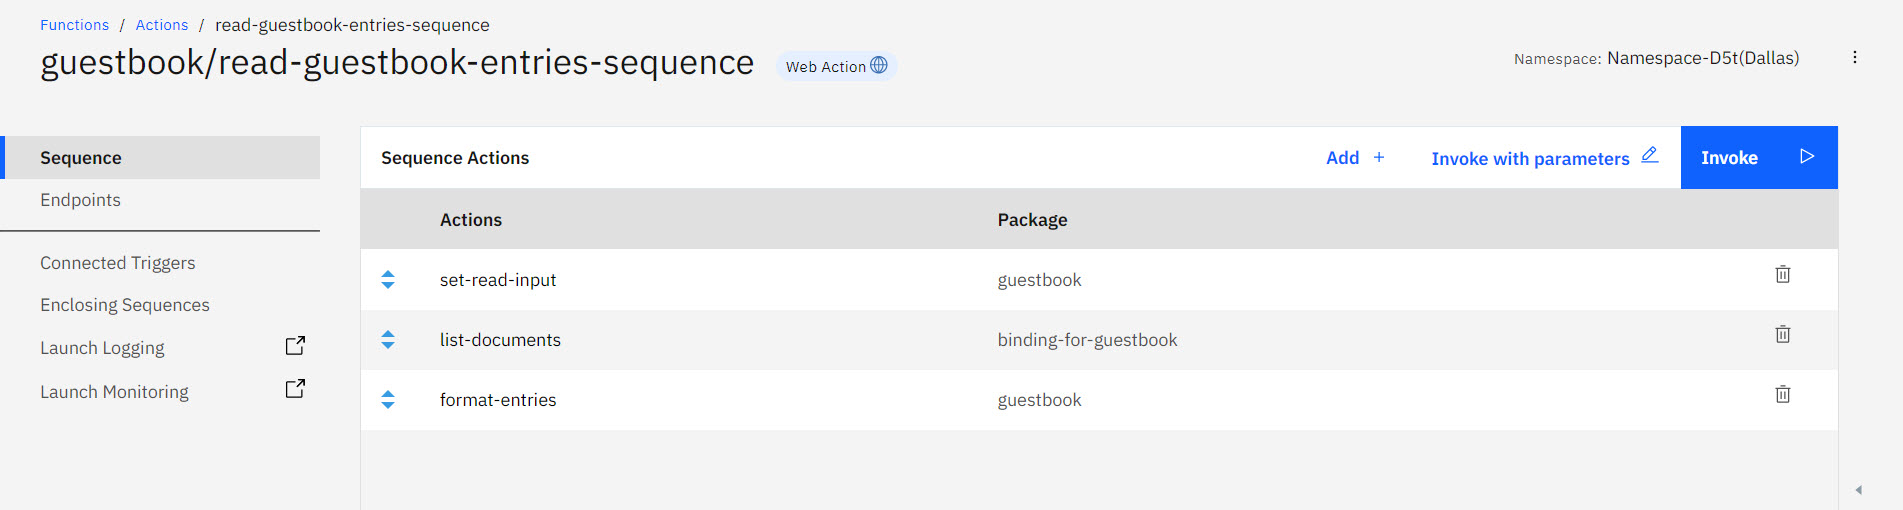 Functions / Actions / read-guestbook-entries-sequence
guestbook/read-guestbook-entries-sequence Web Action
Namespace: Namespace-D5t(Dallas)
Sequence
Endpoints
Connected Triggers
Enclosing Sequences
Launch Logging
Launch Monitoring
Sequence Actions Add + Invoke with parameters Invoke
Actions Package
set-read-input guestbook
list-documents binding-for-guestbook
format-entries guestbook